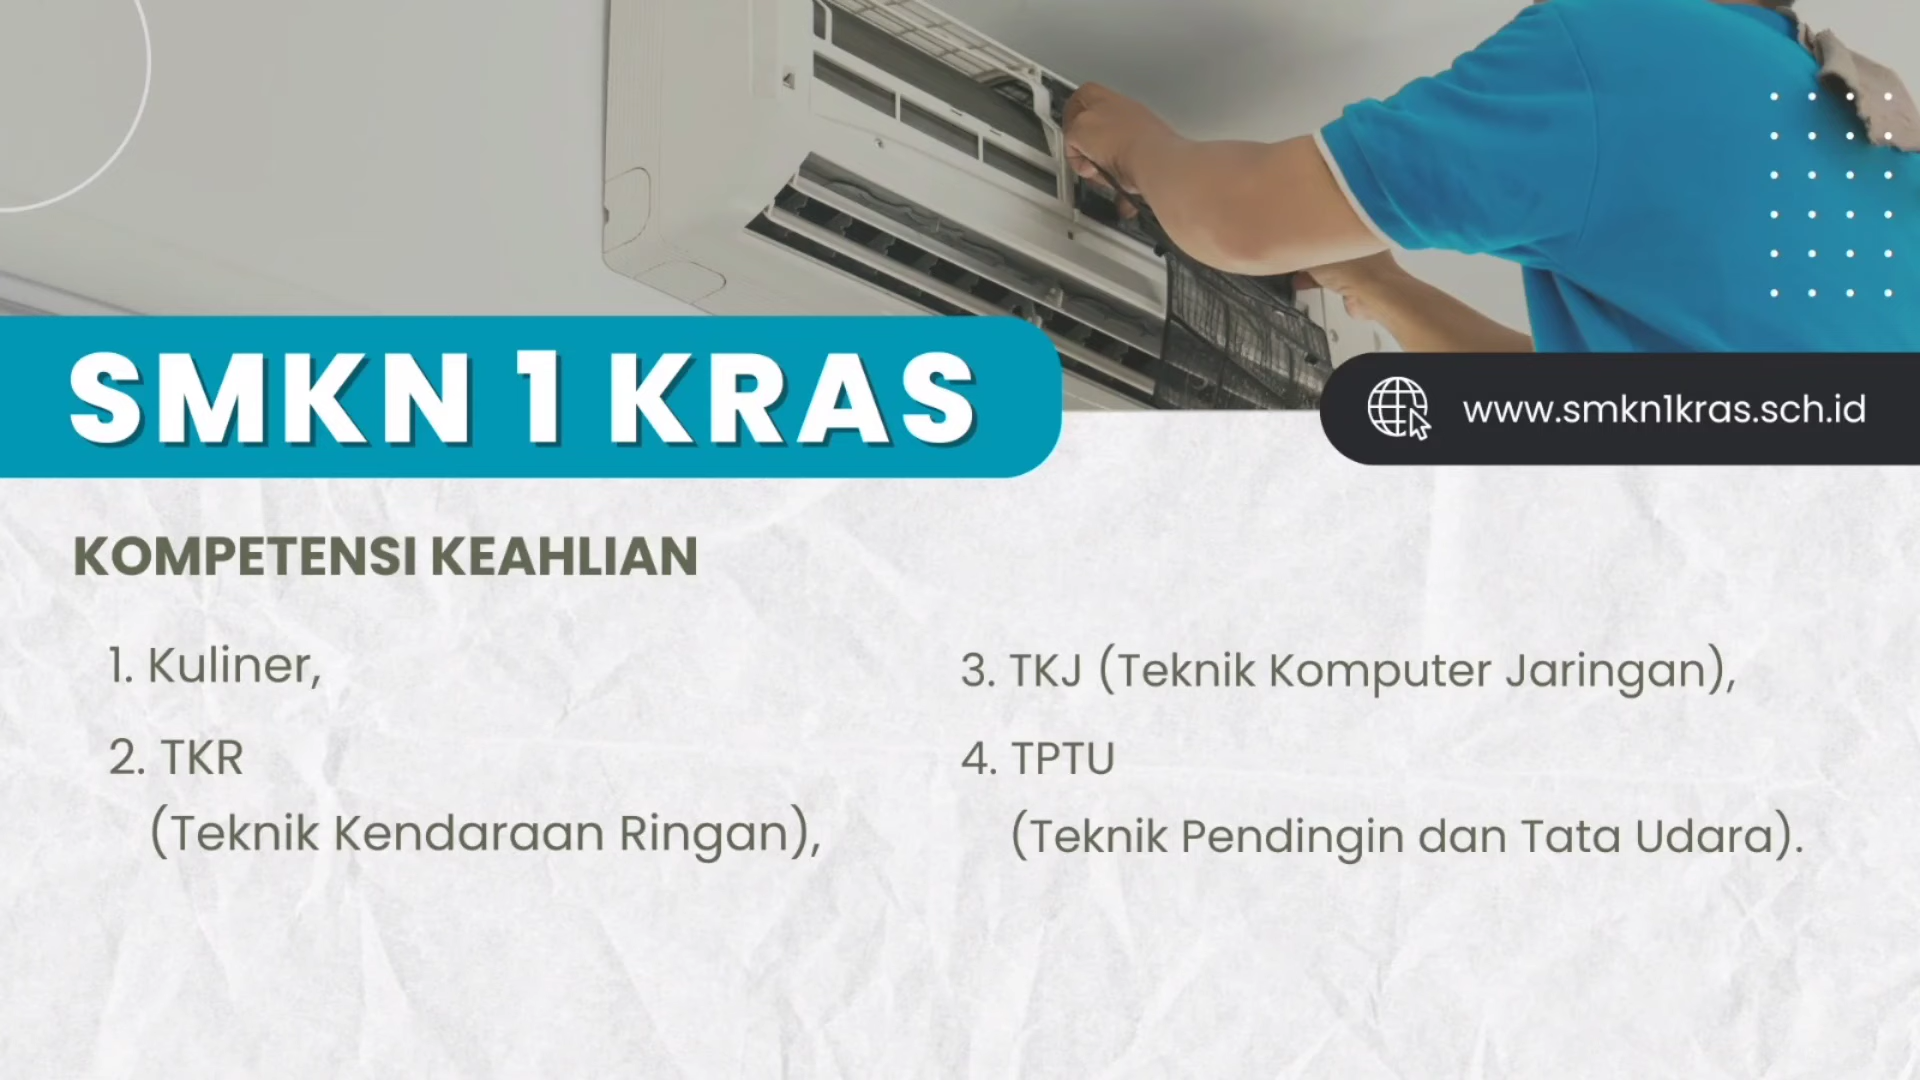 SMKN 1 KRAS
www.smkn1kras.sch.id
KOMPETENSI KEAHLIAN
1. Kuliner,
2. TKR
(Teknik Kendaraan Ringan),
3. TKJ (Teknik Komputer Jaringan),
4. TPTU
(Teknik Pendingin dan Tata Udara).